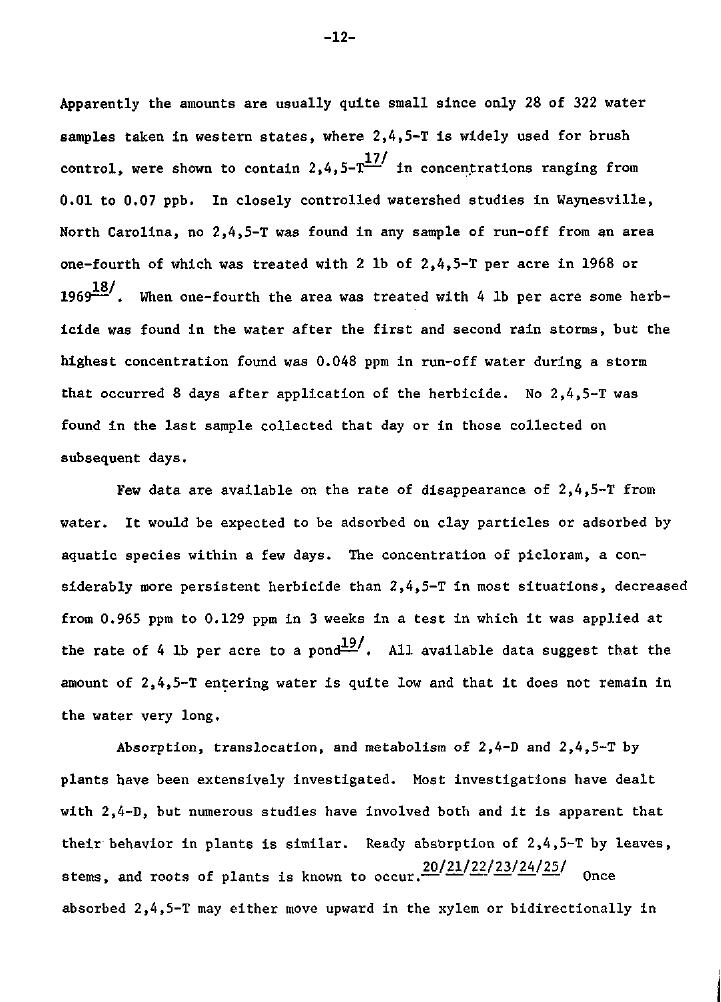 -12-
Apparently the amounts are usually quite small since only 28 of 322 water
samples taken in western states, where 2,4,5-T is widely used for brush
control, were shown to contain 2,4,5-T17/ in concentrations ranging from
0.01 to 0.07 ppb. In closely controlled watershed studies in Waynesville,
North Carolina, no 2,4,5-T was found in any sample of run-off from an area
one-fourth of which was treated with 2 lb of 2,4,5-T per acre in 1968 or
196918/. When one-fourth the area was treated with 4 lb per acre some herb-
icide was found in the water after the first and second rain storms, but the
highest concentration found was 0.048 ppm in run-off water during a storm
that occurred 8 days after application of the herbicide. No 2,4,5-T was
found in the last sample collected that day or in those collected on
subsequent days.
Few data are available on the rate of disappearance of 2,4,5-T from
water. It would be expected to be adsorbed on clay particles or adsorbed by
aquatic species within a few days. The concentration of picloram, a con-
siderably more persistent herbicide than 2,4,5-T in most situations, decreased
from 0.965 ppm to 0.129 ppm in 3 weeks in a test in which it was applied at
the rate of 4 lb per acre to a pond19/. All available data suggest that the
amount of 2,4,5-T entering water is quite low and that it does not remain in
the water very long.
Absorption, translocation, and metabolism of 2,4-D and 2,4,5-T by
plants have been extensively investigated. Most investigations have dealt
with 2,4-D, but numerous studies have involved both and it is apparent that
their behavior in plants is similar. Ready absorption of 2,4,5-T by leaves,
stems, and roots of plants is known to occur.20/21/22/23/24/25/ Once
absorbed 2,4,5-T may either move upward in the xylem or bidirectionally in